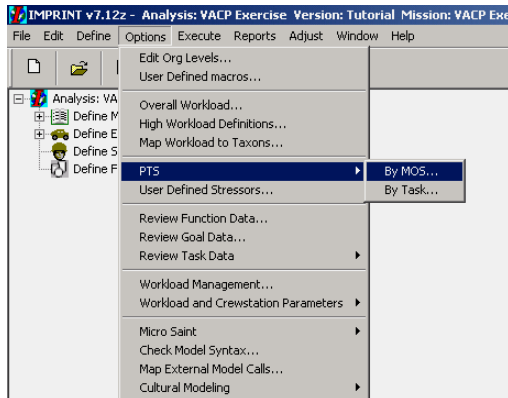 IMPRINT v7.12z - Analysis: VACP Exercise Version: Tutorial Mission: VACP Exe
File Edit Define Options Execute Reports Adjust Window Help
Edit Org Levels...
User Defined macros...
Analysis: VA
Overall Workload...
Define M
High Workload Definitions...
Define E
Map Workload to Taxons...
Define S
Define F
PTS
By MOS...
User Defined Stressors...
By Task...
Review Function Data...
Review Goal Data...
Review Task Data
Workload Management...
Workload and Crewstation Parameters
Micro Saint
Check Model Syntax...
Map External Model Calls...
Cultural Modeling